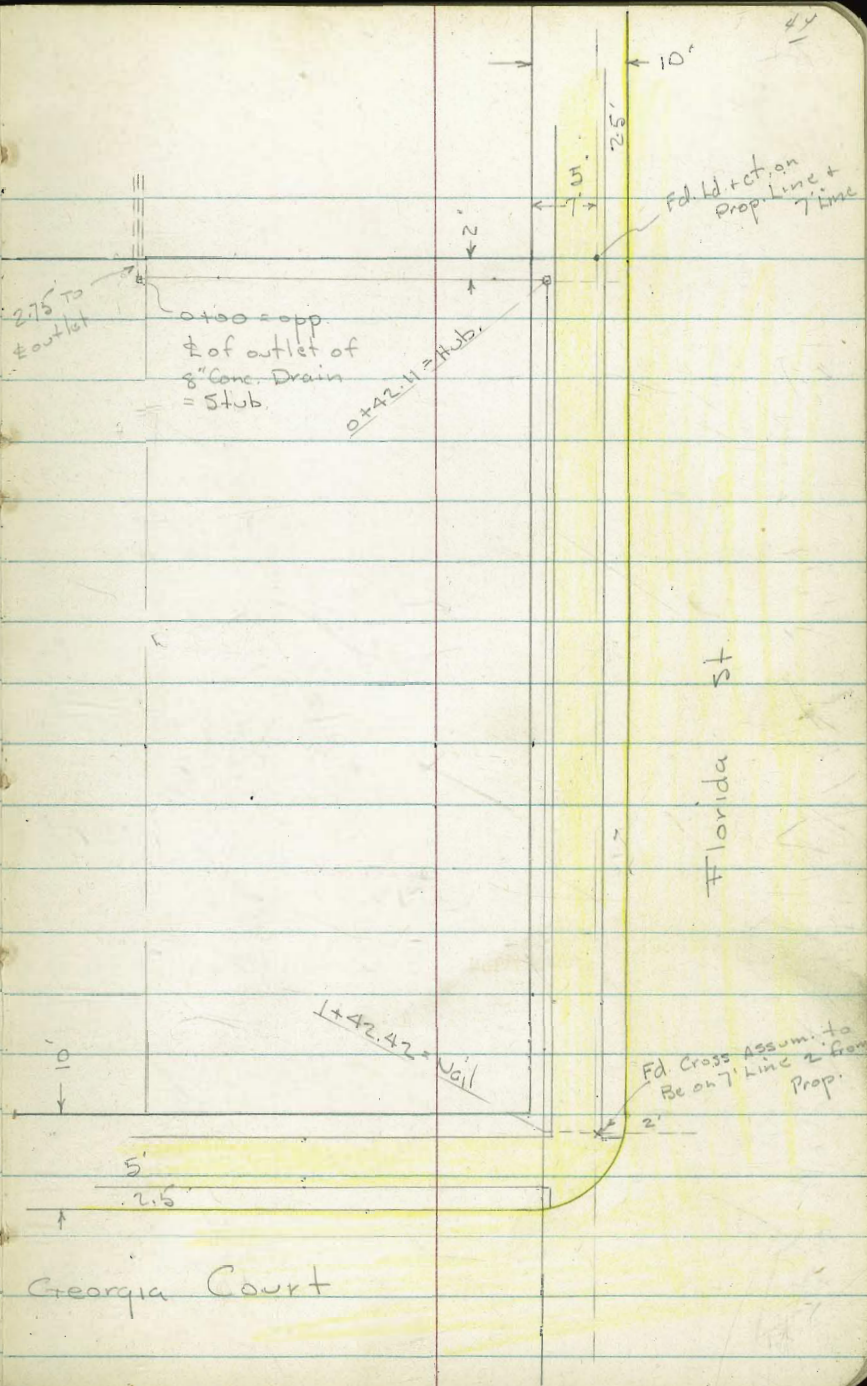 44
10'
2.5'
7.
2'
Fd. Ld. + ct. on
Prop. Line +
7' Line
2.75 To
⅊ outlet
0+00 = opp.
⅊ of outlet of
8" Conc. Drain
= Stub
0+42.11 = Hub.
Florida St
1+42.42 = Nail
10'
Fd. Cross Assum. to
Be on 7' Line 2' from
Prop.
2'
5'
2.5
Georgia Court